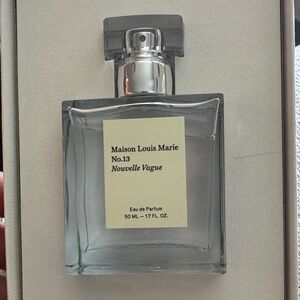 Maison Louis Marie
No.13
Nouvelle Vague
Eau de Parfum
50 ML — 1.7 FL. OZ.